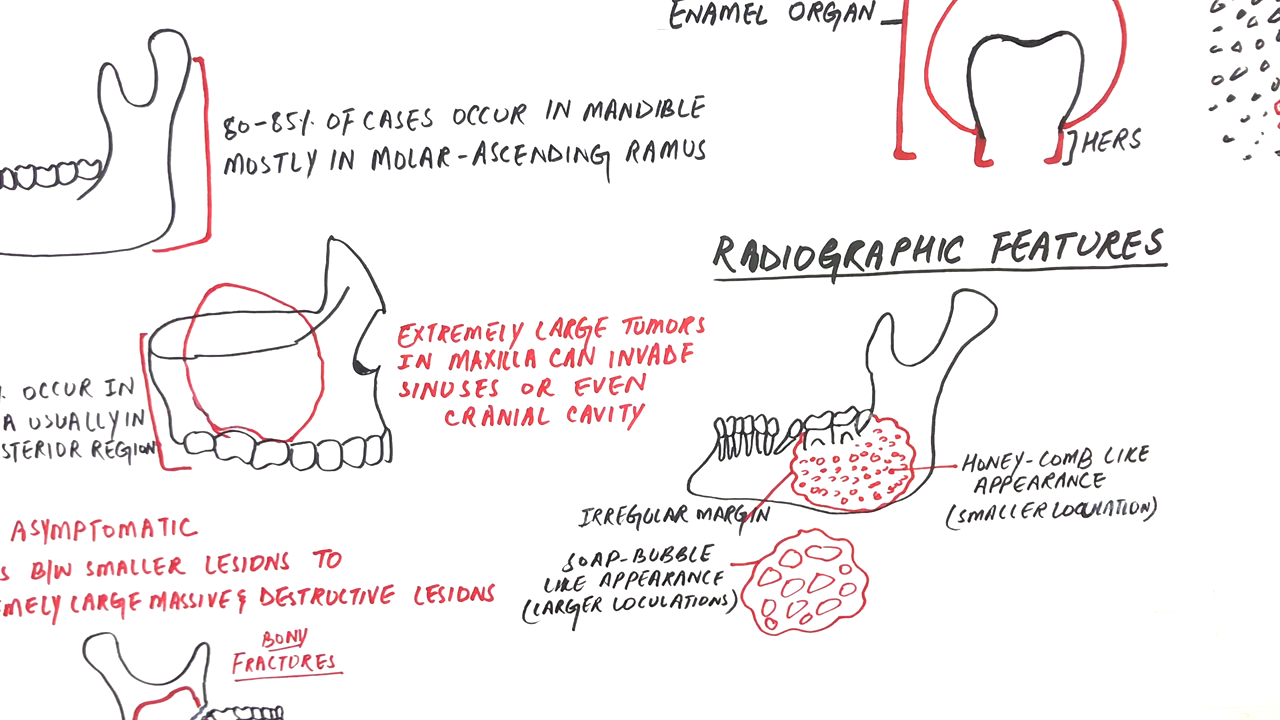 ENAMEL ORGAN
HERS
80-85% OF CASES OCCUR IN MANDIBLE
MOSTLY IN MOLAR-ASCENDING RAMUS
RADIOGRAPHIC FEATURES
EXTREMELY LARGE TUMORS
IN MAXILLA CAN INVADE
SINUSES OR EVEN
CRANIAL CAVITY
% OCCUR IN
A USUALLY IN
STERIOR REGION
HONEY-COMB LIKE
APPEARANCE
(SMALLER LOCULATION)
IRREGULAR MARGIN
SOAP-BUBBLE
LIKE APPEARANCE
(LARGER LOCULATIONS)
ASYMPTOMATIC
S B/W SMALLER LESIONS TO
EMELY LARGE MASSIVE & DESTRUCTIVE LESIONS
BONY
FRACTORES